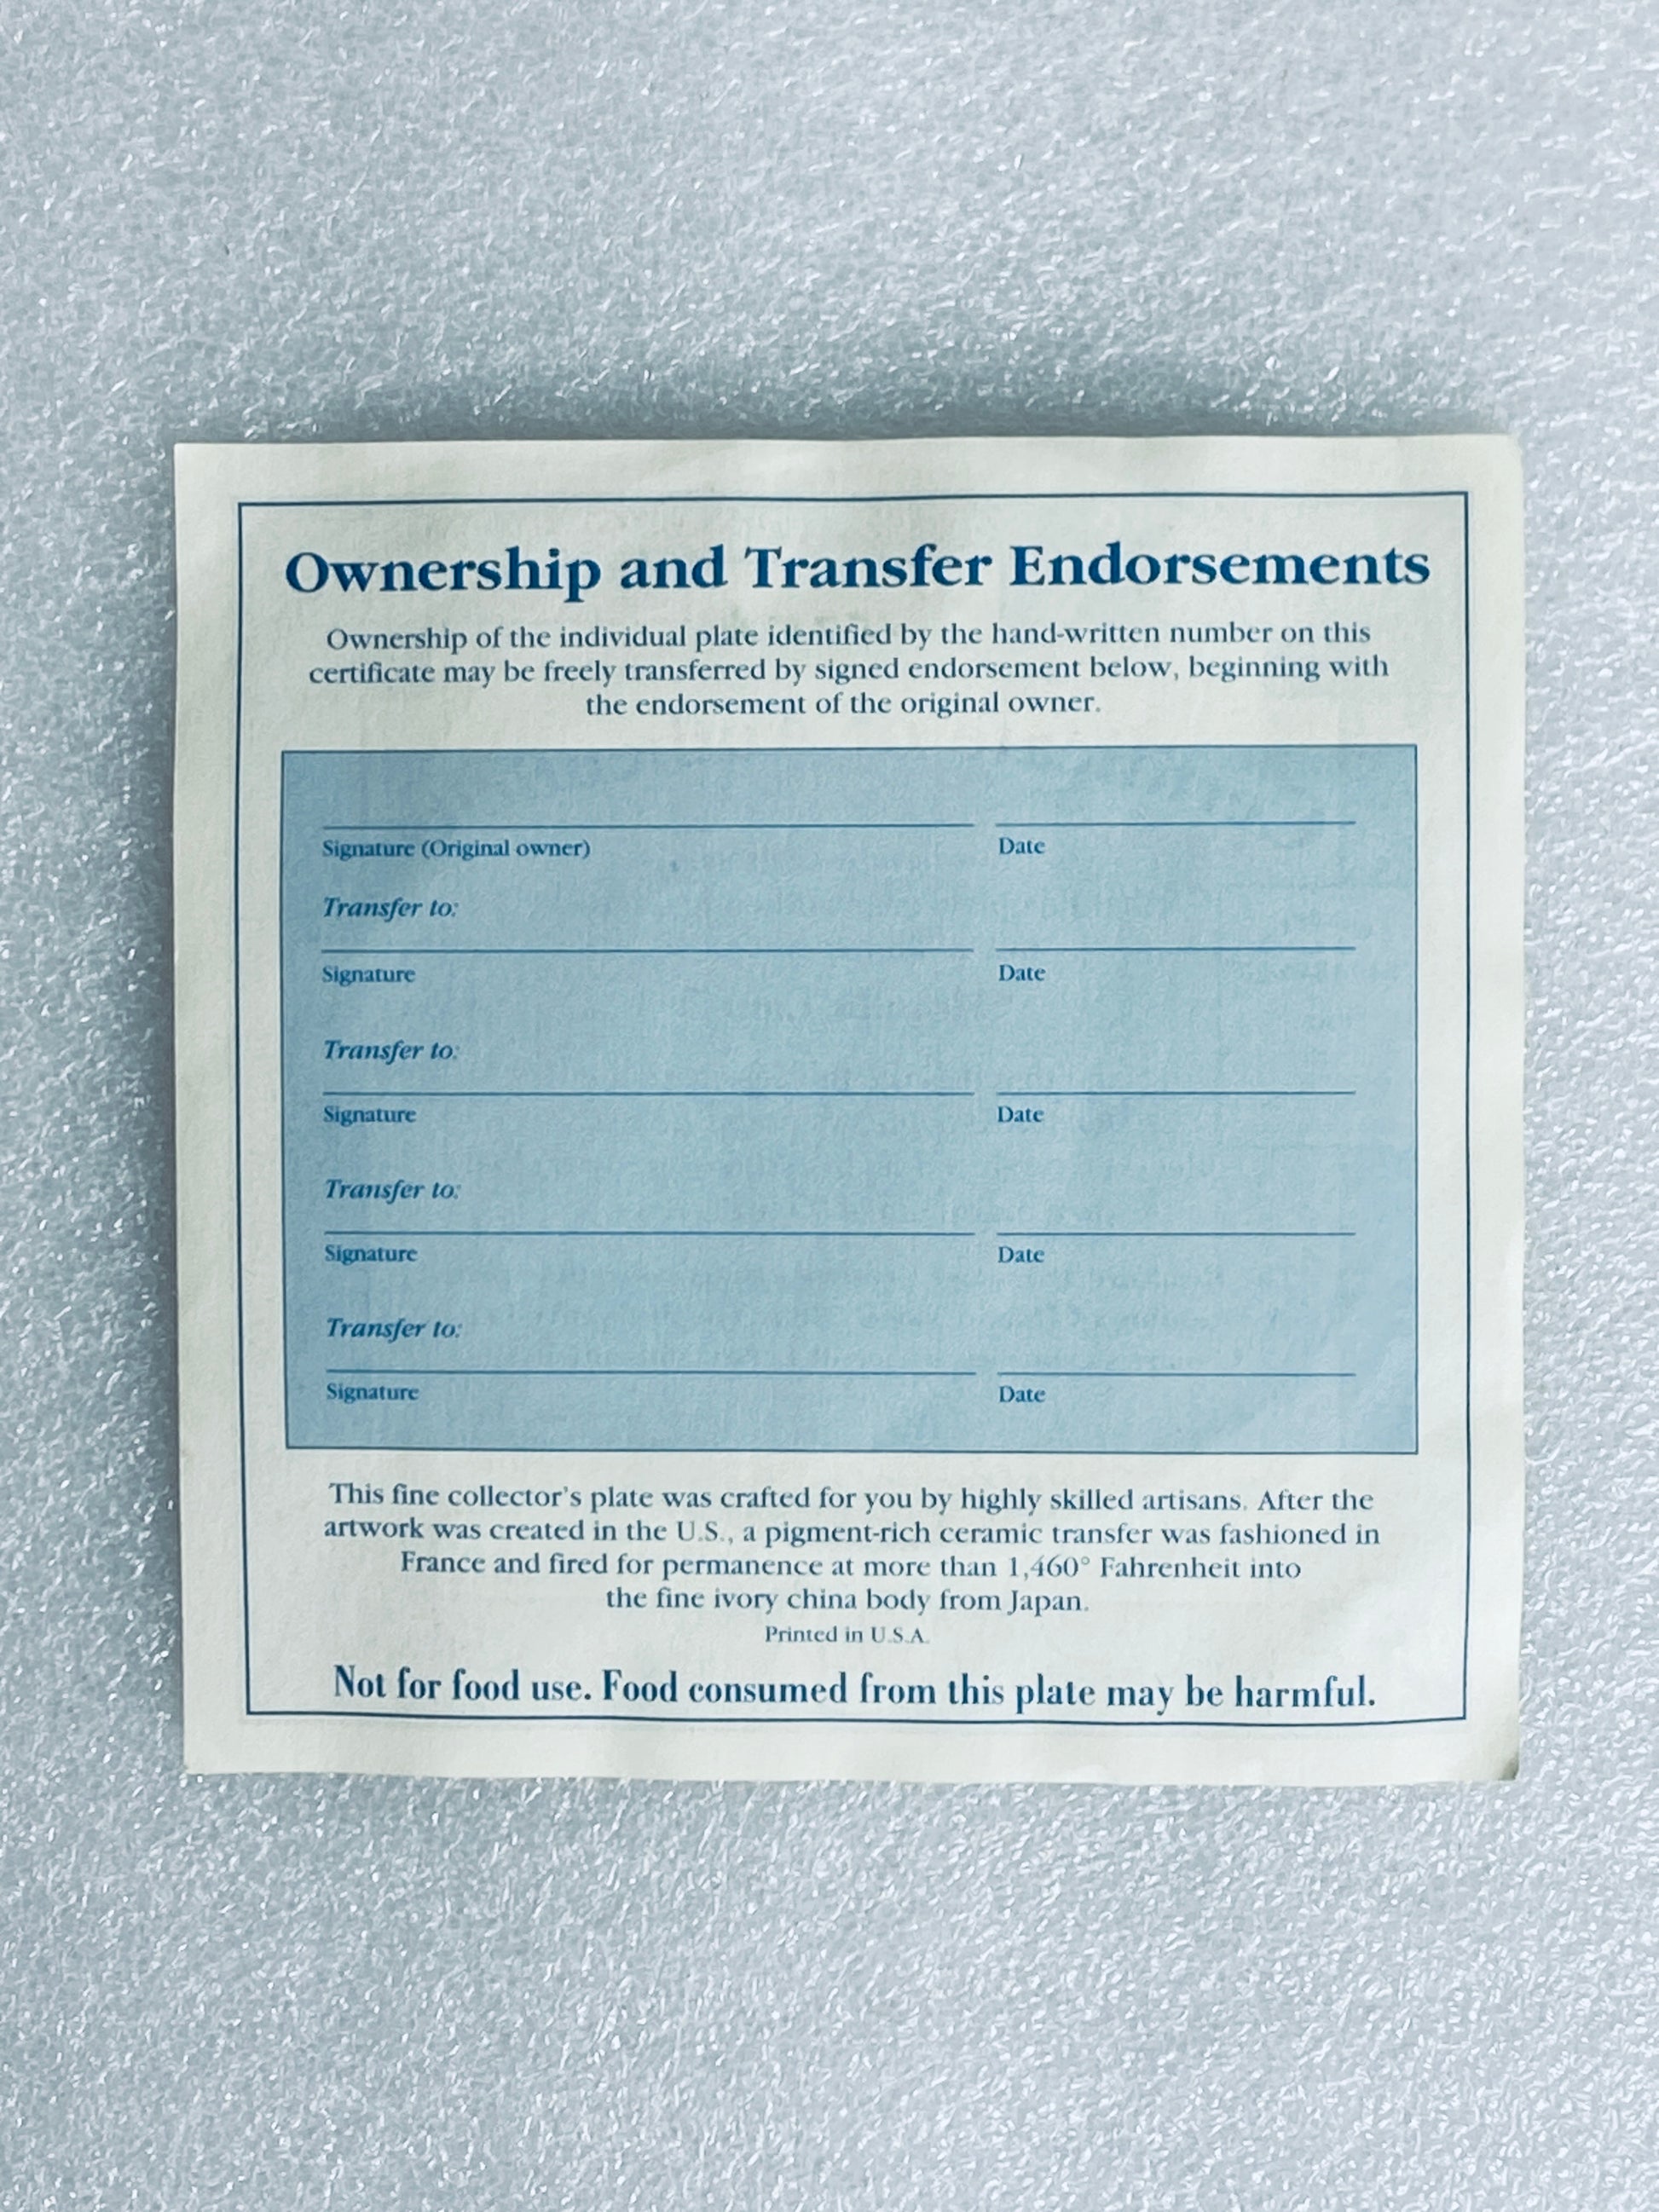 Ownership and Transfer Endorsements
Ownership of the individual plate identified by the hand-written number on this
certificate may be freely transferred by signed endorsement below, beginning with
the endorsement of the original owner.
Signature (Original owner) Date
Transfer to:
Signature Date
Transfer to:
Signature Date
Transfer to:
Signature Date
Transfer to:
Signature Date
This fine collector's plate was crafted for you by highly skilled artisans. After the
artwork was created in the U.S., a pigment-rich ceramic transfer was fashioned in
France and fired for permanence at more than 1,460° Fahrenheit into
the fine ivory china body from Japan.
Printed in U.S.A.
Not for food use. Food consumed from this plate may be harmful.